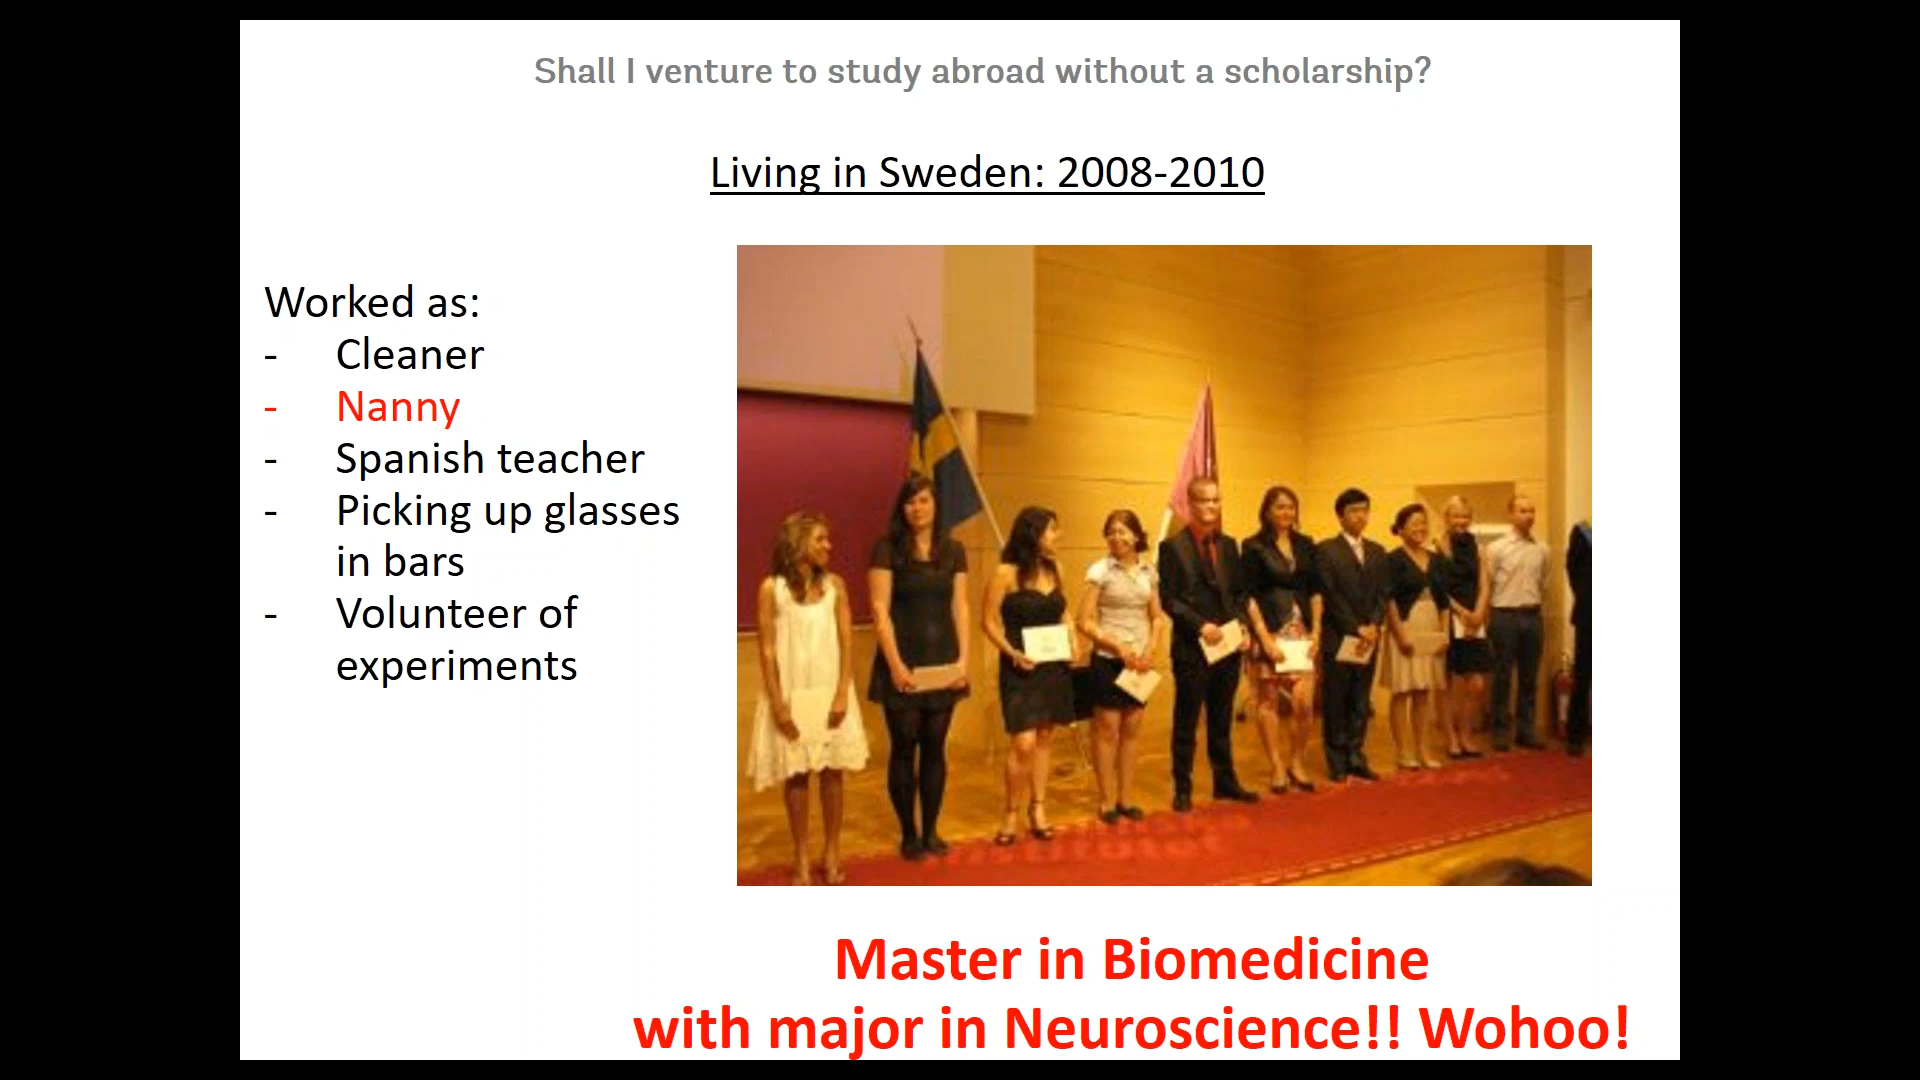 Shall I venture to study abroad without a scholarship?
Living in Sweden: 2008-2010
Worked as:
- Cleaner
- Nanny
- Spanish teacher
- Picking up glasses
in bars
- Volunteer of
experiments
Master in Biomedicine
with major in Neuroscience!! Wohoo!